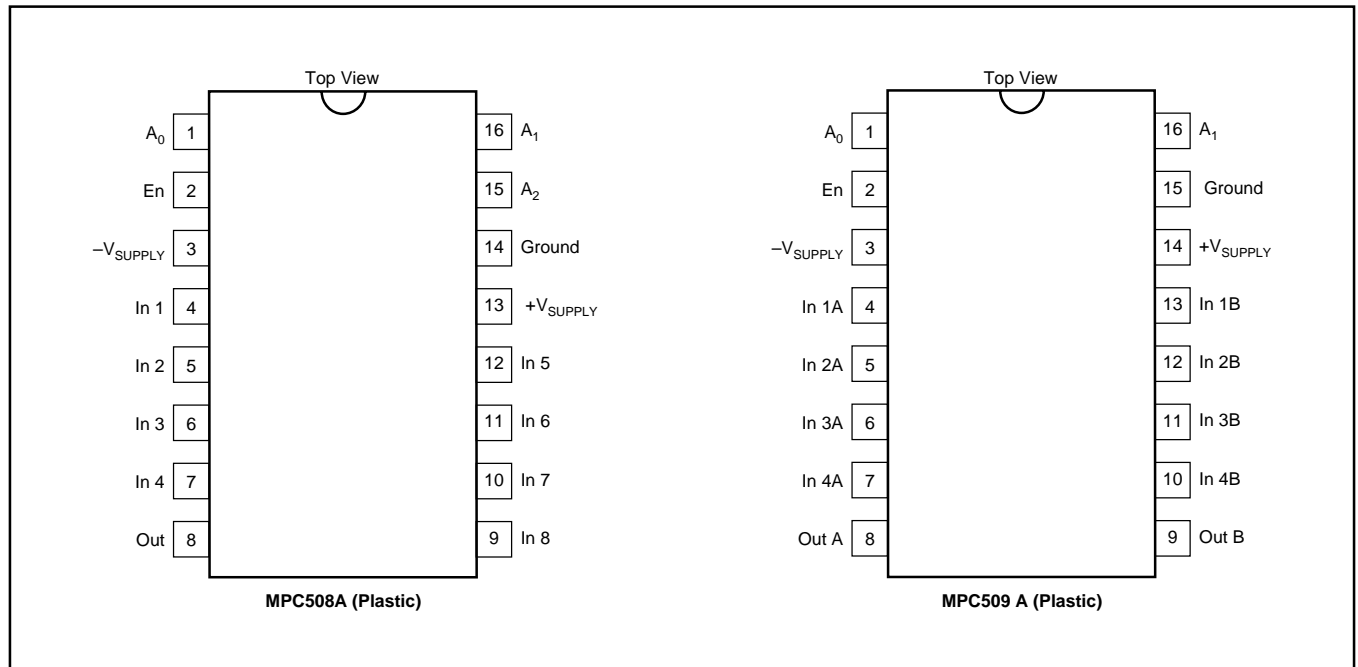 Top View
A0 1 16 A1
En 2 15 A2
–VSUPPLY 3 14 Ground
In 1 4 13 +VSUPPLY
In 2 5 12 In 5
In 3 6 11 In 6
In 4 7 10 In 7
Out 8 9 In 8
MPC508A (Plastic)
Top View
A0 1 16 A1
En 2 15 Ground
–VSUPPLY 3 14 +VSUPPLY
In 1A 4 13 In 1B
In 2A 5 12 In 2B
In 3A 6 11 In 3B
In 4A 7 10 In 4B
Out A 8 9 Out B
MPC509 A (Plastic)